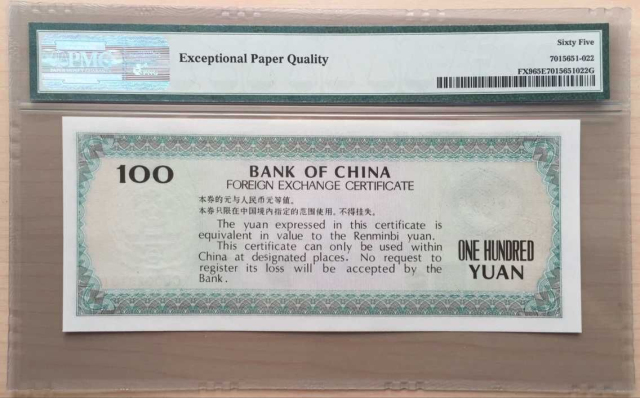 PMG
Exceptional Paper Quality
Sixty Five
7015651-022
FX965E7015651022G
100
BANK OF CHINA
FOREIGN EXCHANGE CERTIFICATE
本券的元与人民币元等值。
本券只限在中国境内指定的范围使用,不得挂失。
The yuan expressed in this certificate is
equivalent in value to the Renminbi yuan.
This certificate can only be used within
China at designated places. No request to
register its loss will be accepted by the
Bank.
ONE HUNDRED
YUAN